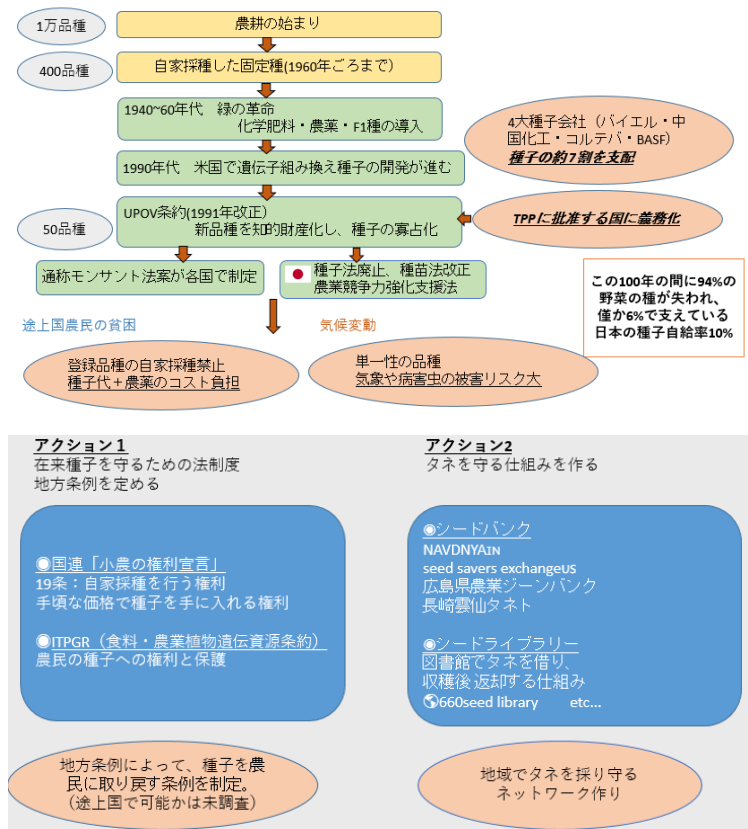 1万品種
農耕の始まり
400品種
自家採種した固定種(1960年ごろまで)
1940~60年代　緑の革命
化学肥料・農薬・F1種の導入
4大種子会社（バイエル・中
国化工・コルテバ・BASF）
種子の約7割を支配
1990年代　米国で遺伝子組み換え種子の開発が進む
50品種
UPOV条約(1991年改正)
新品種を知的財産化し、種子の寡占化
TPPに批准する国に義務化
通称モンサント法案が各国で制定
種子法廃止、種苗法改正
農業競争力強化支援法
この100年の間に94%の
野菜の種が失われ、
僅か6%で支えている
日本の種子自給率10%
途上国農民の貧困
気候変動
登録品種の自家採種禁止
種子代＋農薬のコスト負担
単一性の品種
気象や病害虫の被害リスク大
アクション１
在来種子を守るための法制度
地方条例を定める
◉国連「小農の権利宣言」
19条：自家採種を行う権利
手頃な価格で種子を手に入れる権利
◉ITPGR（食料・農業植物遺伝資源条約）
農民の種子への権利と保護
地方条例によって、種子を農
民に取り戻す条例を制定。
（途上国で可能かは未調査）
アクション2
タネを守る仕組みを作る
◉シードバンク
NAVDNYAIN
seed savers exchangeUS
広島県農業ジーンバンク
長崎雲仙タネト
◉シードライブラリー
図書館でタネを借り、
収穫後 返却する仕組み
🌎660seed library　　etc...
地域でタネを採り守る
ネットワーク作り